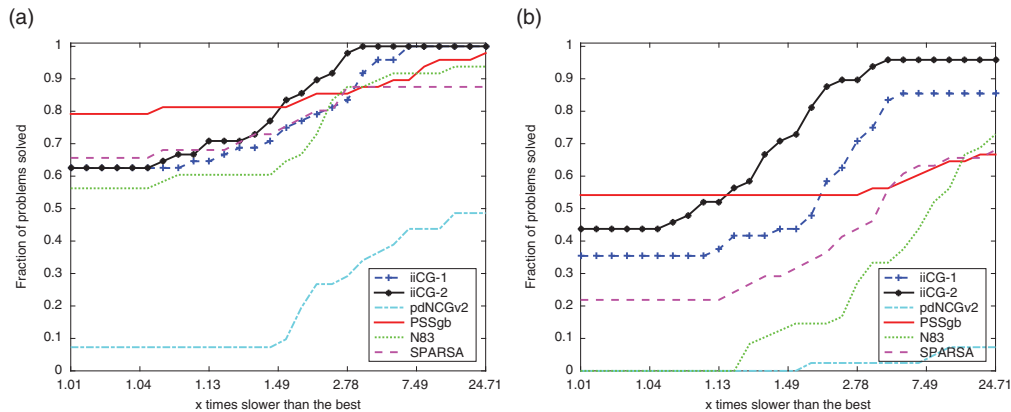 (a)
Fraction of problems solved
1
0.9
0.8
0.7
0.6
0.5
0.4
0.3
0.2
0.1
0
1.01 1.04 1.13 1.49 2.78 7.49 24.71
x times slower than the best
iiCG-1
iiCG-2
pdNCGv2
PSSgb
N83
SPARSA
(b)
Fraction of problems solved
1
0.9
0.8
0.7
0.6
0.5
0.4
0.3
0.2
0.1
0
1.01 1.04 1.13 1.49 2.78 7.49 24.71
x times slower than the best
iiCG-1
iiCG-2
pdNCGv2
PSSgb
N83
SPARSA